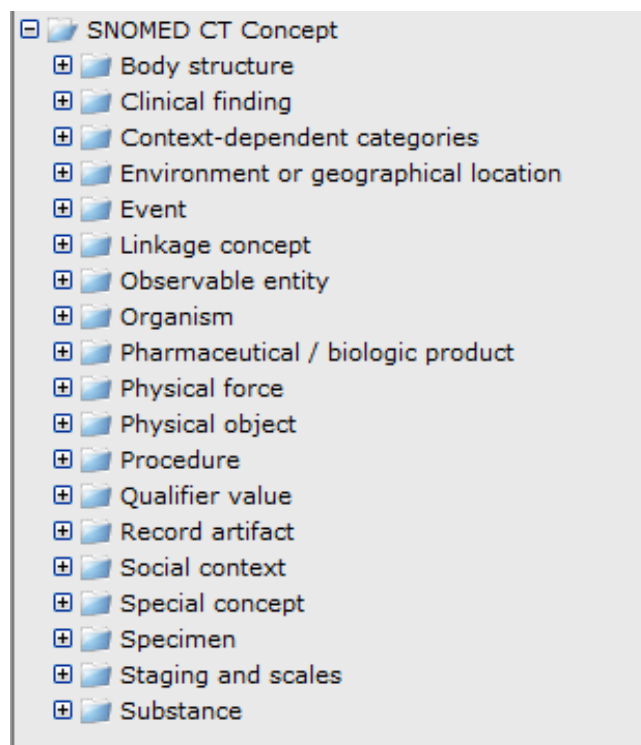 SNOMED CT Concept
Body structure
Clinical finding
Context-dependent categories
Environment or geographical location
Event
Linkage concept
Observable entity
Organism
Pharmaceutical / biologic product
Physical force
Physical object
Procedure
Qualifier value
Record artifact
Social context
Special concept
Specimen
Staging and scales
Substance